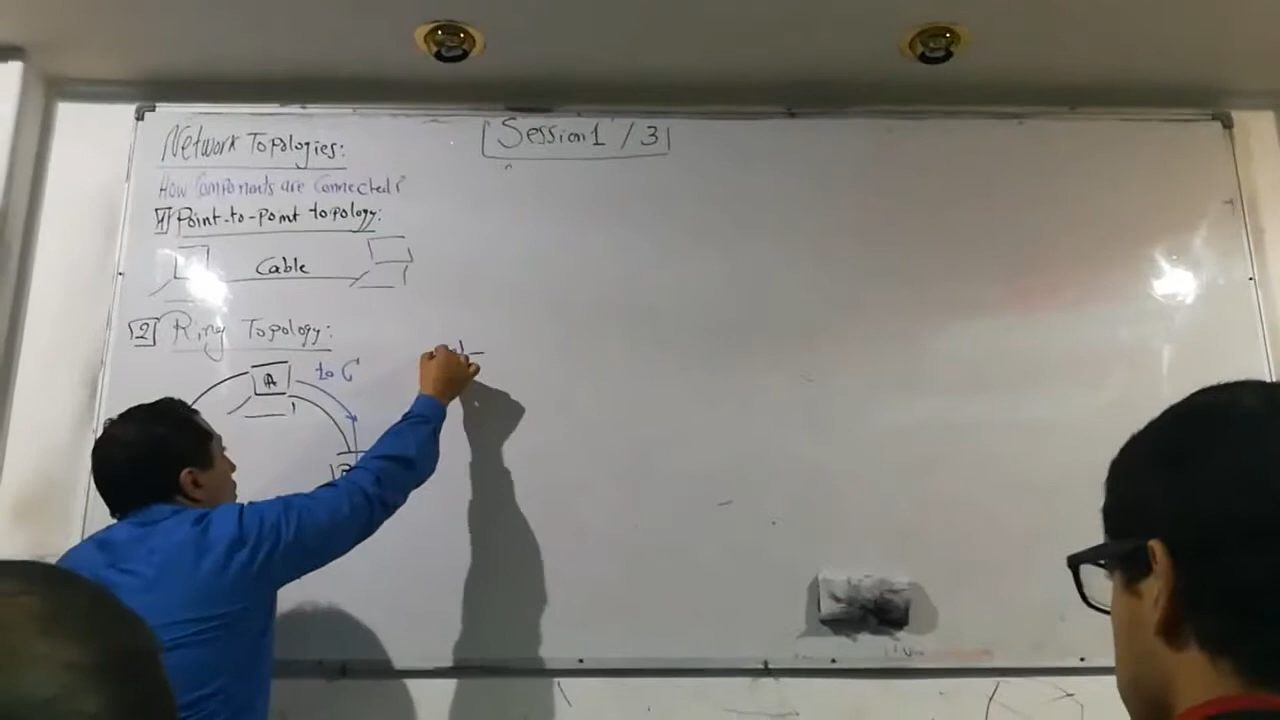 Network Topologies:
Session 1 / 3
How Components are Connected?
1 Point-to-point topology:
Cable
2 Ring Topology:
A
to C
B